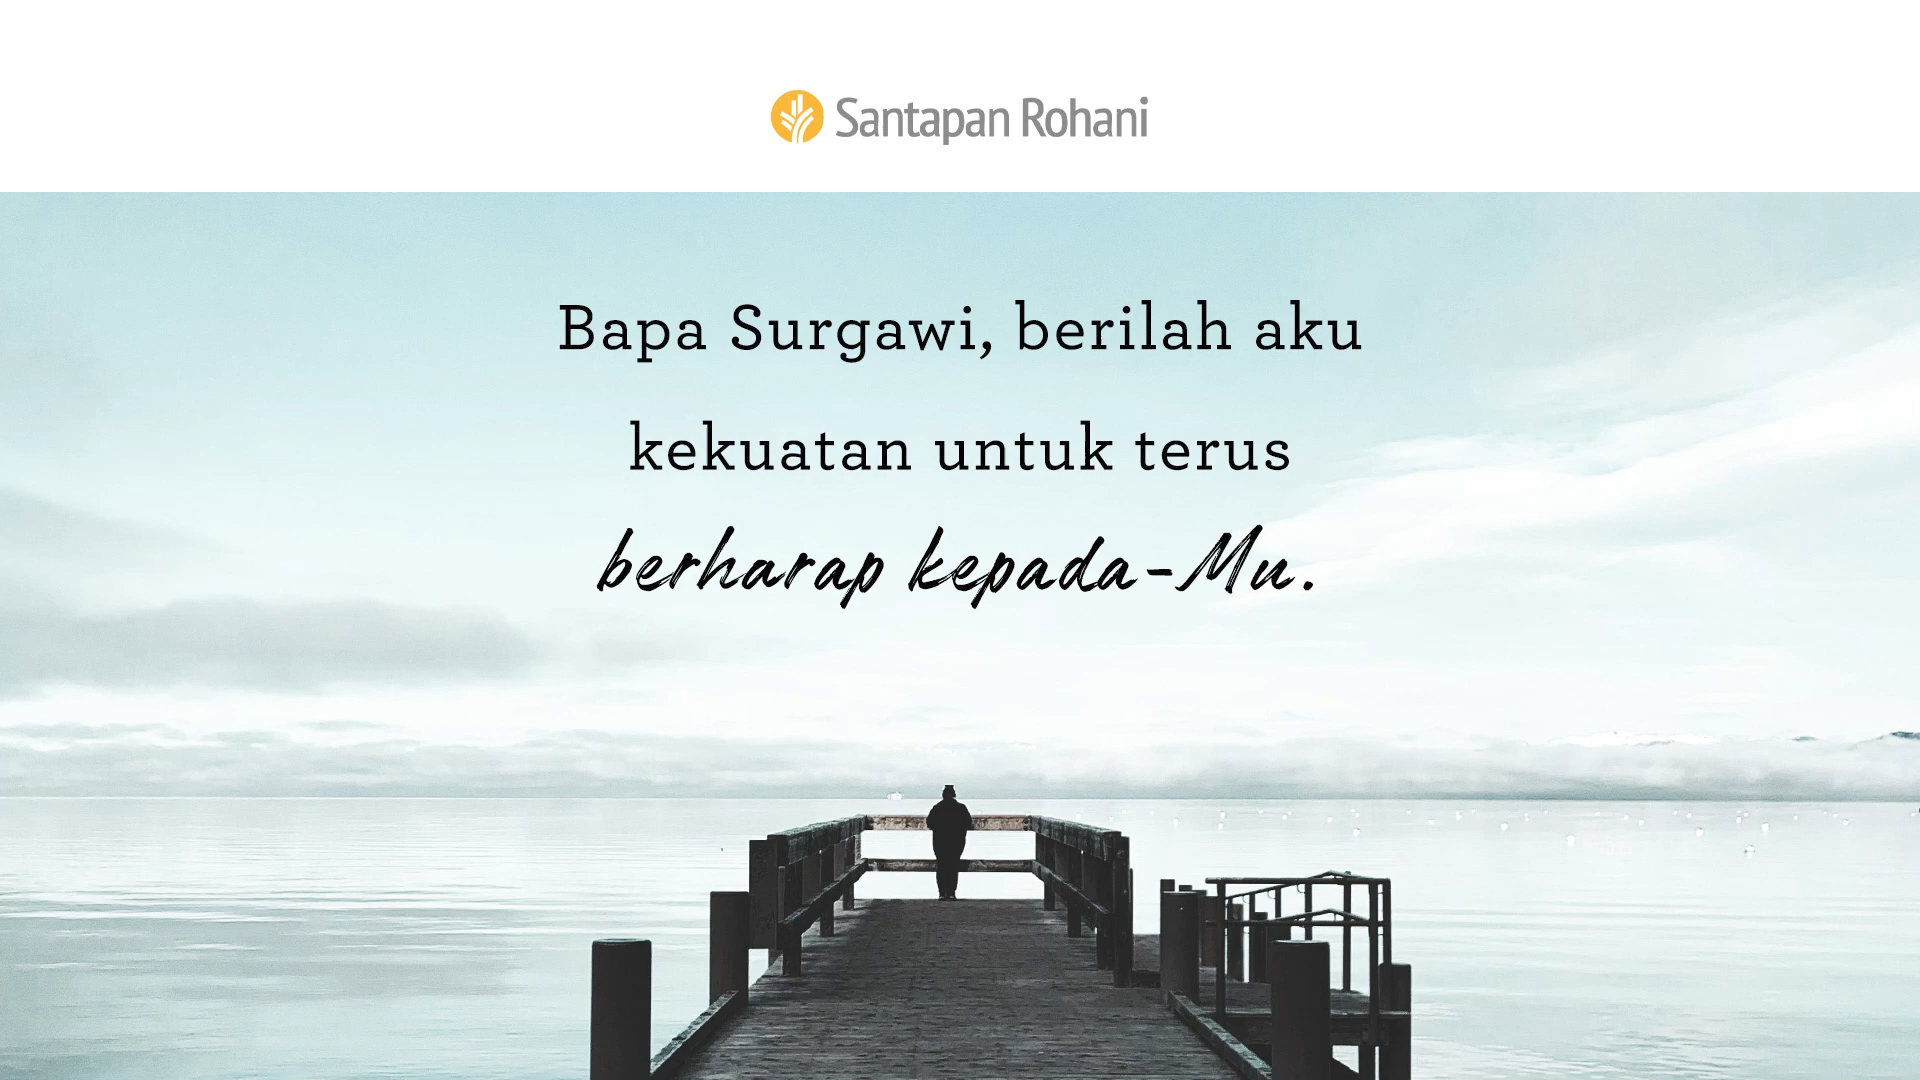 Santapan Rohani
Bapa Surgawi, berilah aku
kekuatan untuk terus
berharap kepada-Mu.